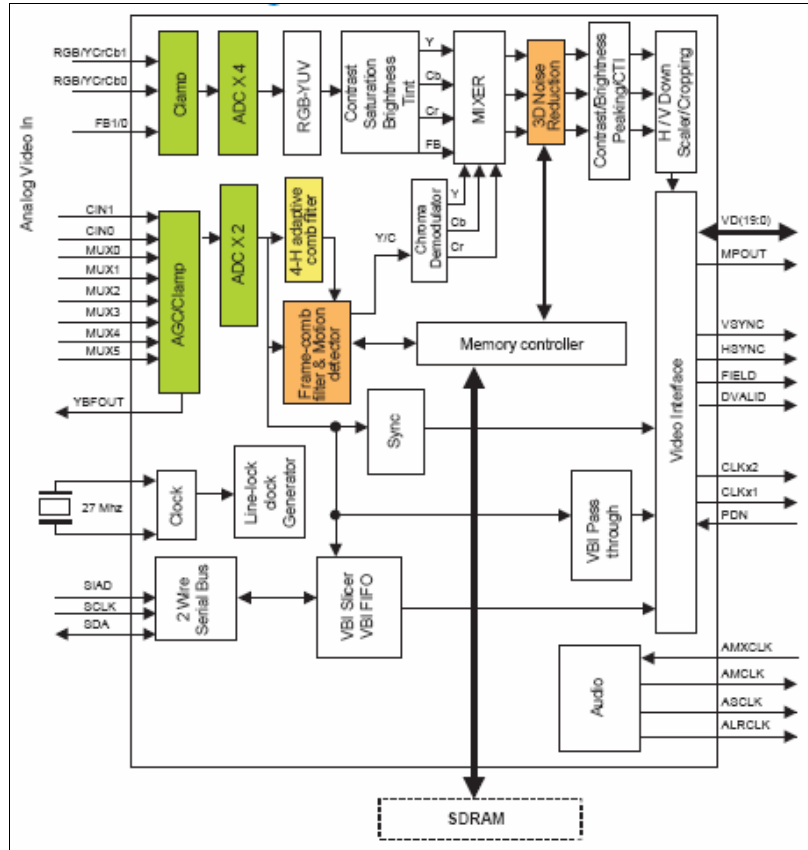 Analog Video In
RGB/YCrCb1
RGB/YCrCb0
FB1/0
Clamp
ADC X 4
RGB-YUV
Contrast
Saturation
Brightness
Tint
Y
Cb
Cr
FB
MIXER
3D Noise
Reduction
Contrast/Brightness
Peaking/CTI
H / V Down
Scaler/Cropping
CIN1
CIN0
MUX0
MUX1
MUX2
MUX3
MUX4
MUX5
YBFOUT
AGC/Clamp
ADC X 2
4-H adaptive
comb filter
Frame-comb
filter & Motion
detector
Y/C
Chroma
Demodulator
Y
Cb
Cr
Memory controller
Sync
27 Mhz
Clock
Line-lock
clock
Generator
VBI Pass
through
SIAD
SCLK
SDA
2 Wire
Serial Bus
VBI Slicer
VBI FIFO
Video Interface
VD(19:0)
MPOUT
VSYNC
HSYNC
FIELD
DVALID
CLKx2
CLKx1
PDN
Audio
AMXCLK
AMCLK
ASCLK
ALRCLK
SDRAM